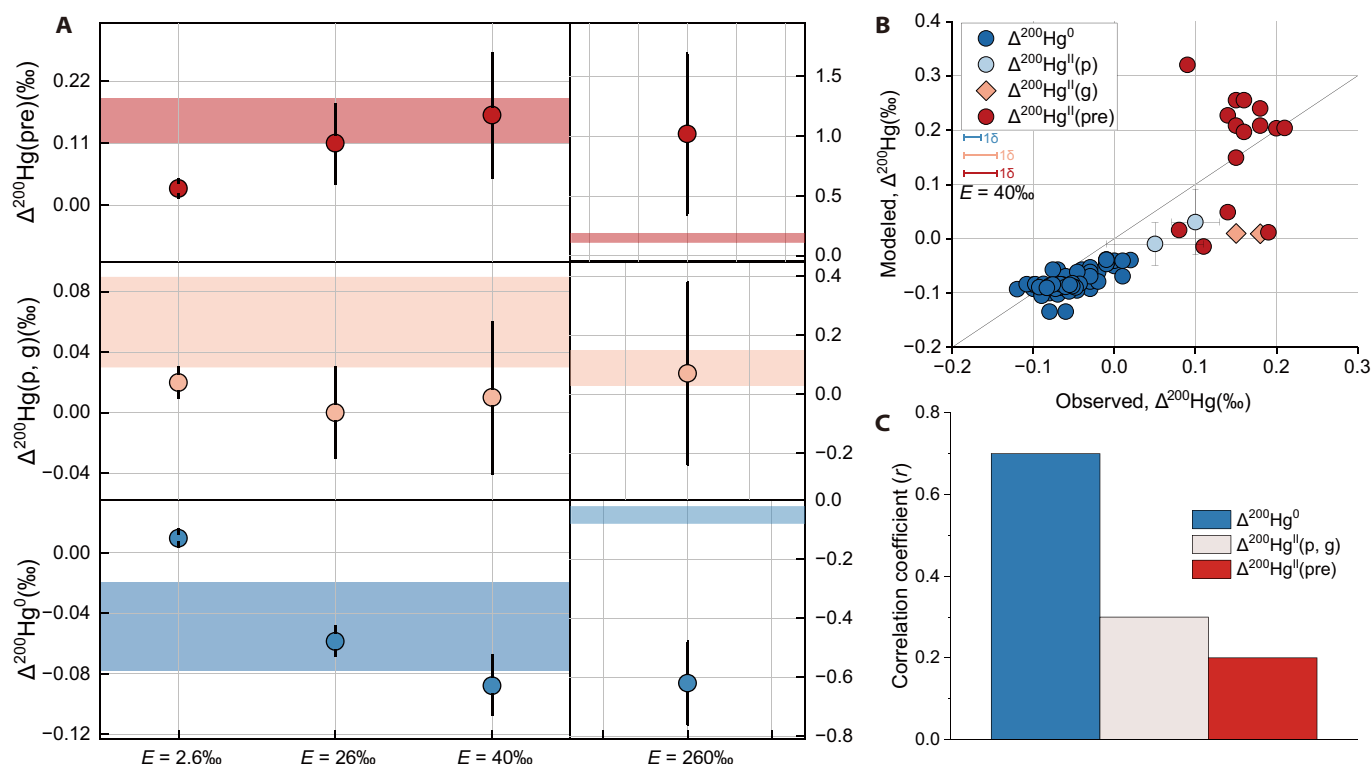 A
Δ²⁰⁰Hg(pre)(‰)
0.22
0.11
0.00
1.5
1.0
0.5
0.0
Δ²⁰⁰Hg(p, g)(‰)
0.08
0.04
0.00
−0.04
0.4
0.2
0.0
−0.2
Δ²⁰⁰Hg⁰(‰)
0.00
−0.04
−0.08
−0.12
0.0
−0.2
−0.4
−0.6
−0.8
E = 2.6‰
E = 26‰
E = 40‰
E = 260‰
B
Modeled, Δ²⁰⁰Hg(‰)
0.4
0.3
0.2
0.1
0.0
−0.1
−0.2
Δ²⁰⁰Hg⁰
Δ²⁰⁰Hgᴵᴵ(p)
Δ²⁰⁰Hgᴵᴵ(g)
Δ²⁰⁰Hgᴵᴵ(pre)
1δ
1δ
1δ
E = 40‰
−0.2 −0.1 0.0 0.1 0.2 0.3
Observed, Δ²⁰⁰Hg(‰)
C
Correlation coefficient (r)
0.8
0.6
0.4
0.2
0.0
Δ²⁰⁰Hg⁰
Δ²⁰⁰Hgᴵᴵ(p, g)
Δ²⁰⁰Hgᴵᴵ(pre)